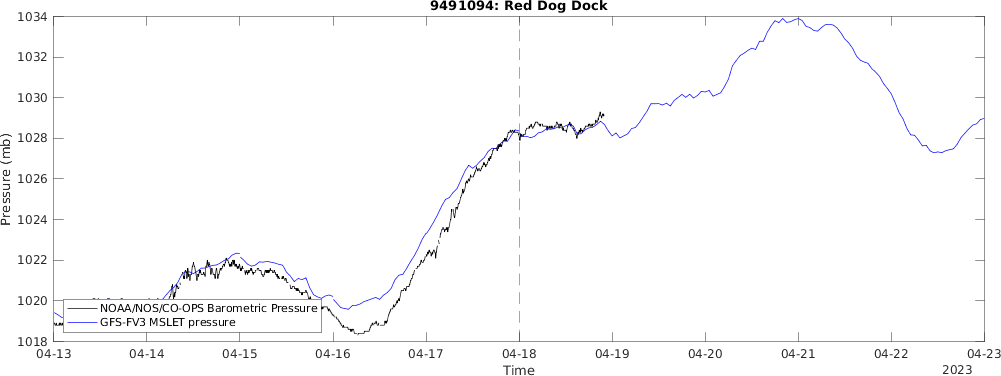 9491094: Red Dog Dock
Pressure (mb)
1034
1032
1030
1028
1026
1024
1022
1020
1018
NOAA/NOS/CO-OPS Barometric Pressure
GFS-FV3 MSLET pressure
04-13 04-14 04-15 04-16 04-17 04-18 04-19 04-20 04-21 04-22 04-23
Time
2023